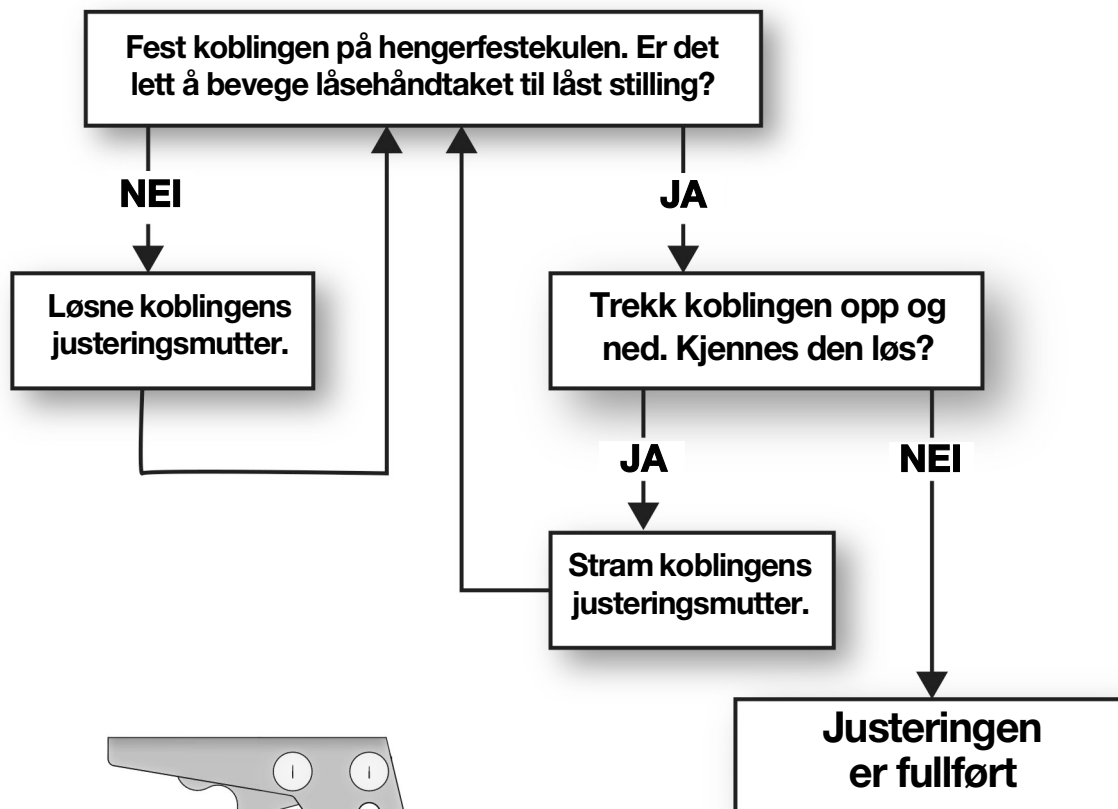 Fest koblingen på hengerfestekulen. Er det
lett å bevege låsehåndtaket til låst stilling?
NEI
JA
Løsne koblingens
justeringsmutter.
Trekk koblingen opp og
ned. Kjennes den løs?
JA
NEI
Stram koblingens
justeringsmutter.
Justeringen
er fullført